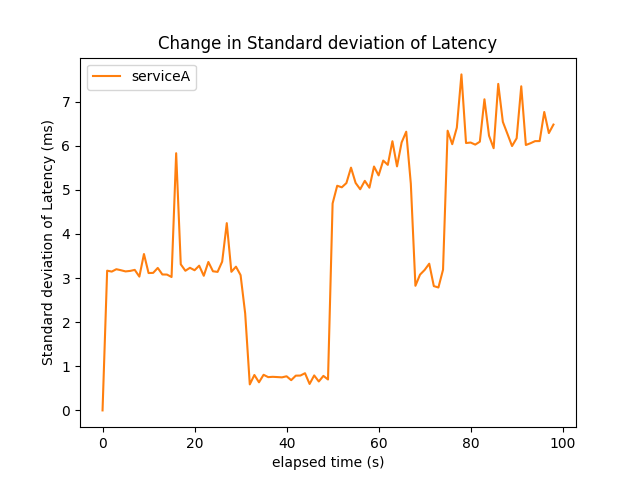 Change in Standard deviation of Latency
serviceA
Standard deviation of Latency (ms)
7
6
5
4
3
2
1
0
0 20 40 60 80 100
elapsed time (s)